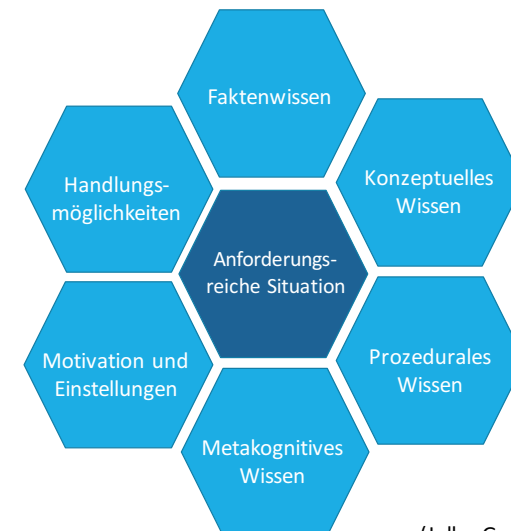 Faktenwissen
Konzeptuelles
Wissen
Handlungs-
möglichkeiten
Anforderungs-
reiche Situation
Prozedurales
Wissen
Motivation und
Einstellungen
Metakognitives
Wissen